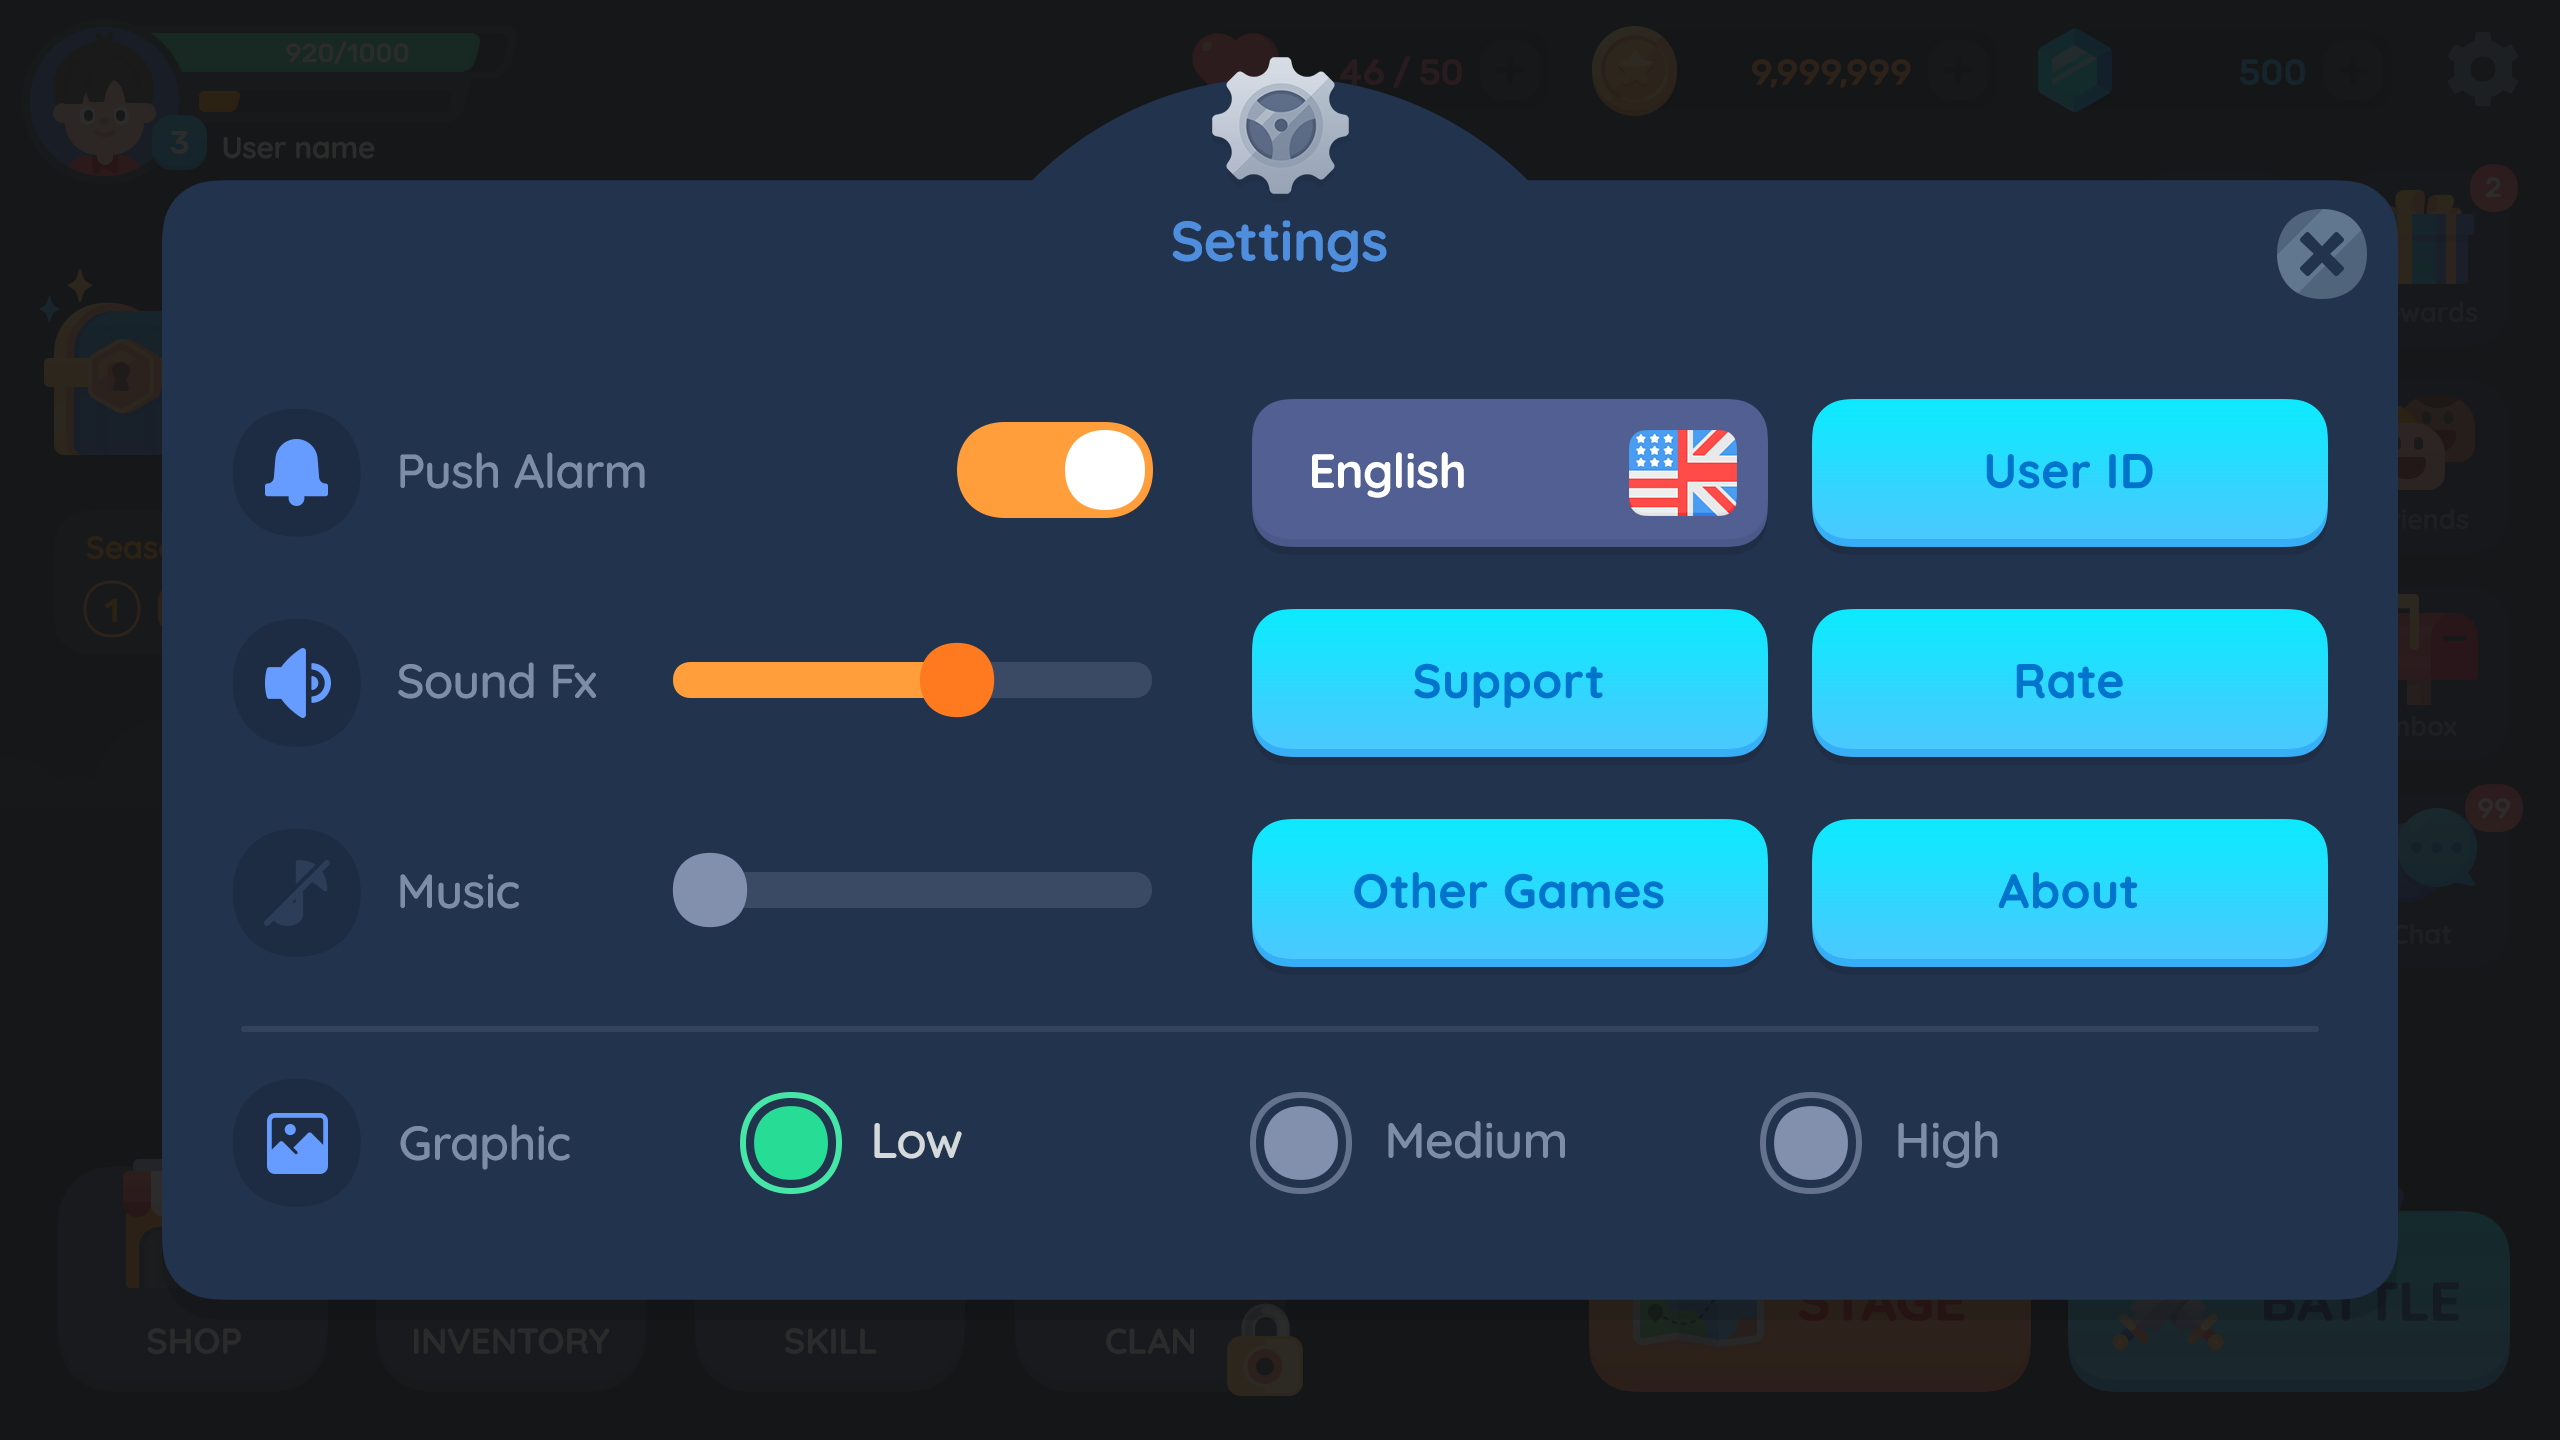 920/1000
46 / 50
9,999,999
500
3
User name
Settings
2
wards
Push Alarm
English
User ID
iends
Seas
1
Sound Fx
Support
Rate
nbox
Music
Other Games
About
99
Chat
Graphic
Low
Medium
High
STAGE
BATTLE
SHOP
INVENTORY
SKILL
CLAN